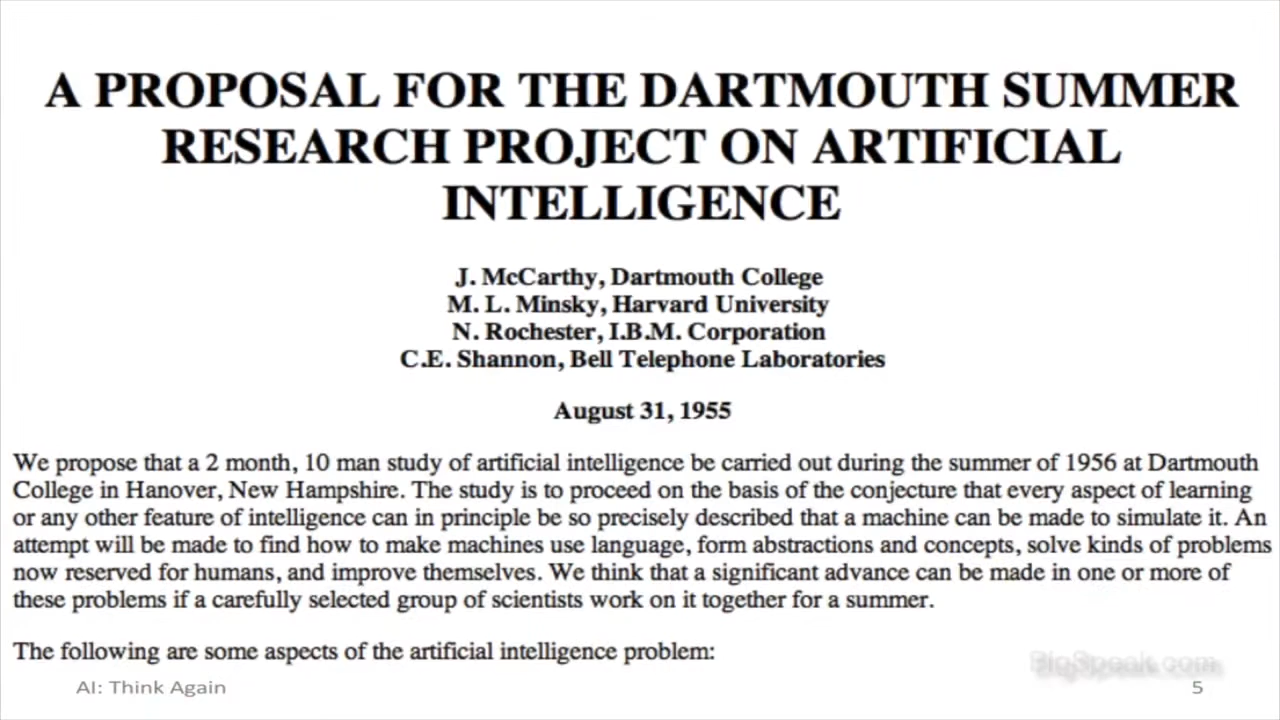 A PROPOSAL FOR THE DARTMOUTH SUMMER
RESEARCH PROJECT ON ARTIFICIAL
INTELLIGENCE
J. McCarthy, Dartmouth College
M. L. Minsky, Harvard University
N. Rochester, I.B.M. Corporation
C.E. Shannon, Bell Telephone Laboratories
August 31, 1955
We propose that a 2 month, 10 man study of artificial intelligence be carried out during the summer of 1956 at Dartmouth
College in Hanover, New Hampshire. The study is to proceed on the basis of the conjecture that every aspect of learning
or any other feature of intelligence can in principle be so precisely described that a machine can be made to simulate it. An
attempt will be made to find how to make machines use language, form abstractions and concepts, solve kinds of problems
now reserved for humans, and improve themselves. We think that a significant advance can be made in one or more of
these problems if a carefully selected group of scientists work on it together for a summer.
The following are some aspects of the artificial intelligence problem:
AI: Think Again
5